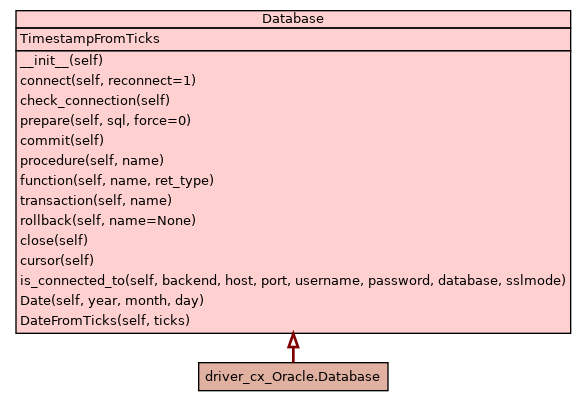 Database
TimestampFromTicks
__init__(self)
connect(self, reconnect=1)
check_connection(self)
prepare(self, sql, force=0)
commit(self)
procedure(self, name)
function(self, name, ret_type)
transaction(self, name)
rollback(self, name=None)
close(self)
cursor(self)
is_connected_to(self, backend, host, port, username, password, database, sslmode)
Date(self, year, month, day)
DateFromTicks(self, ticks)
driver_cx_Oracle.Database